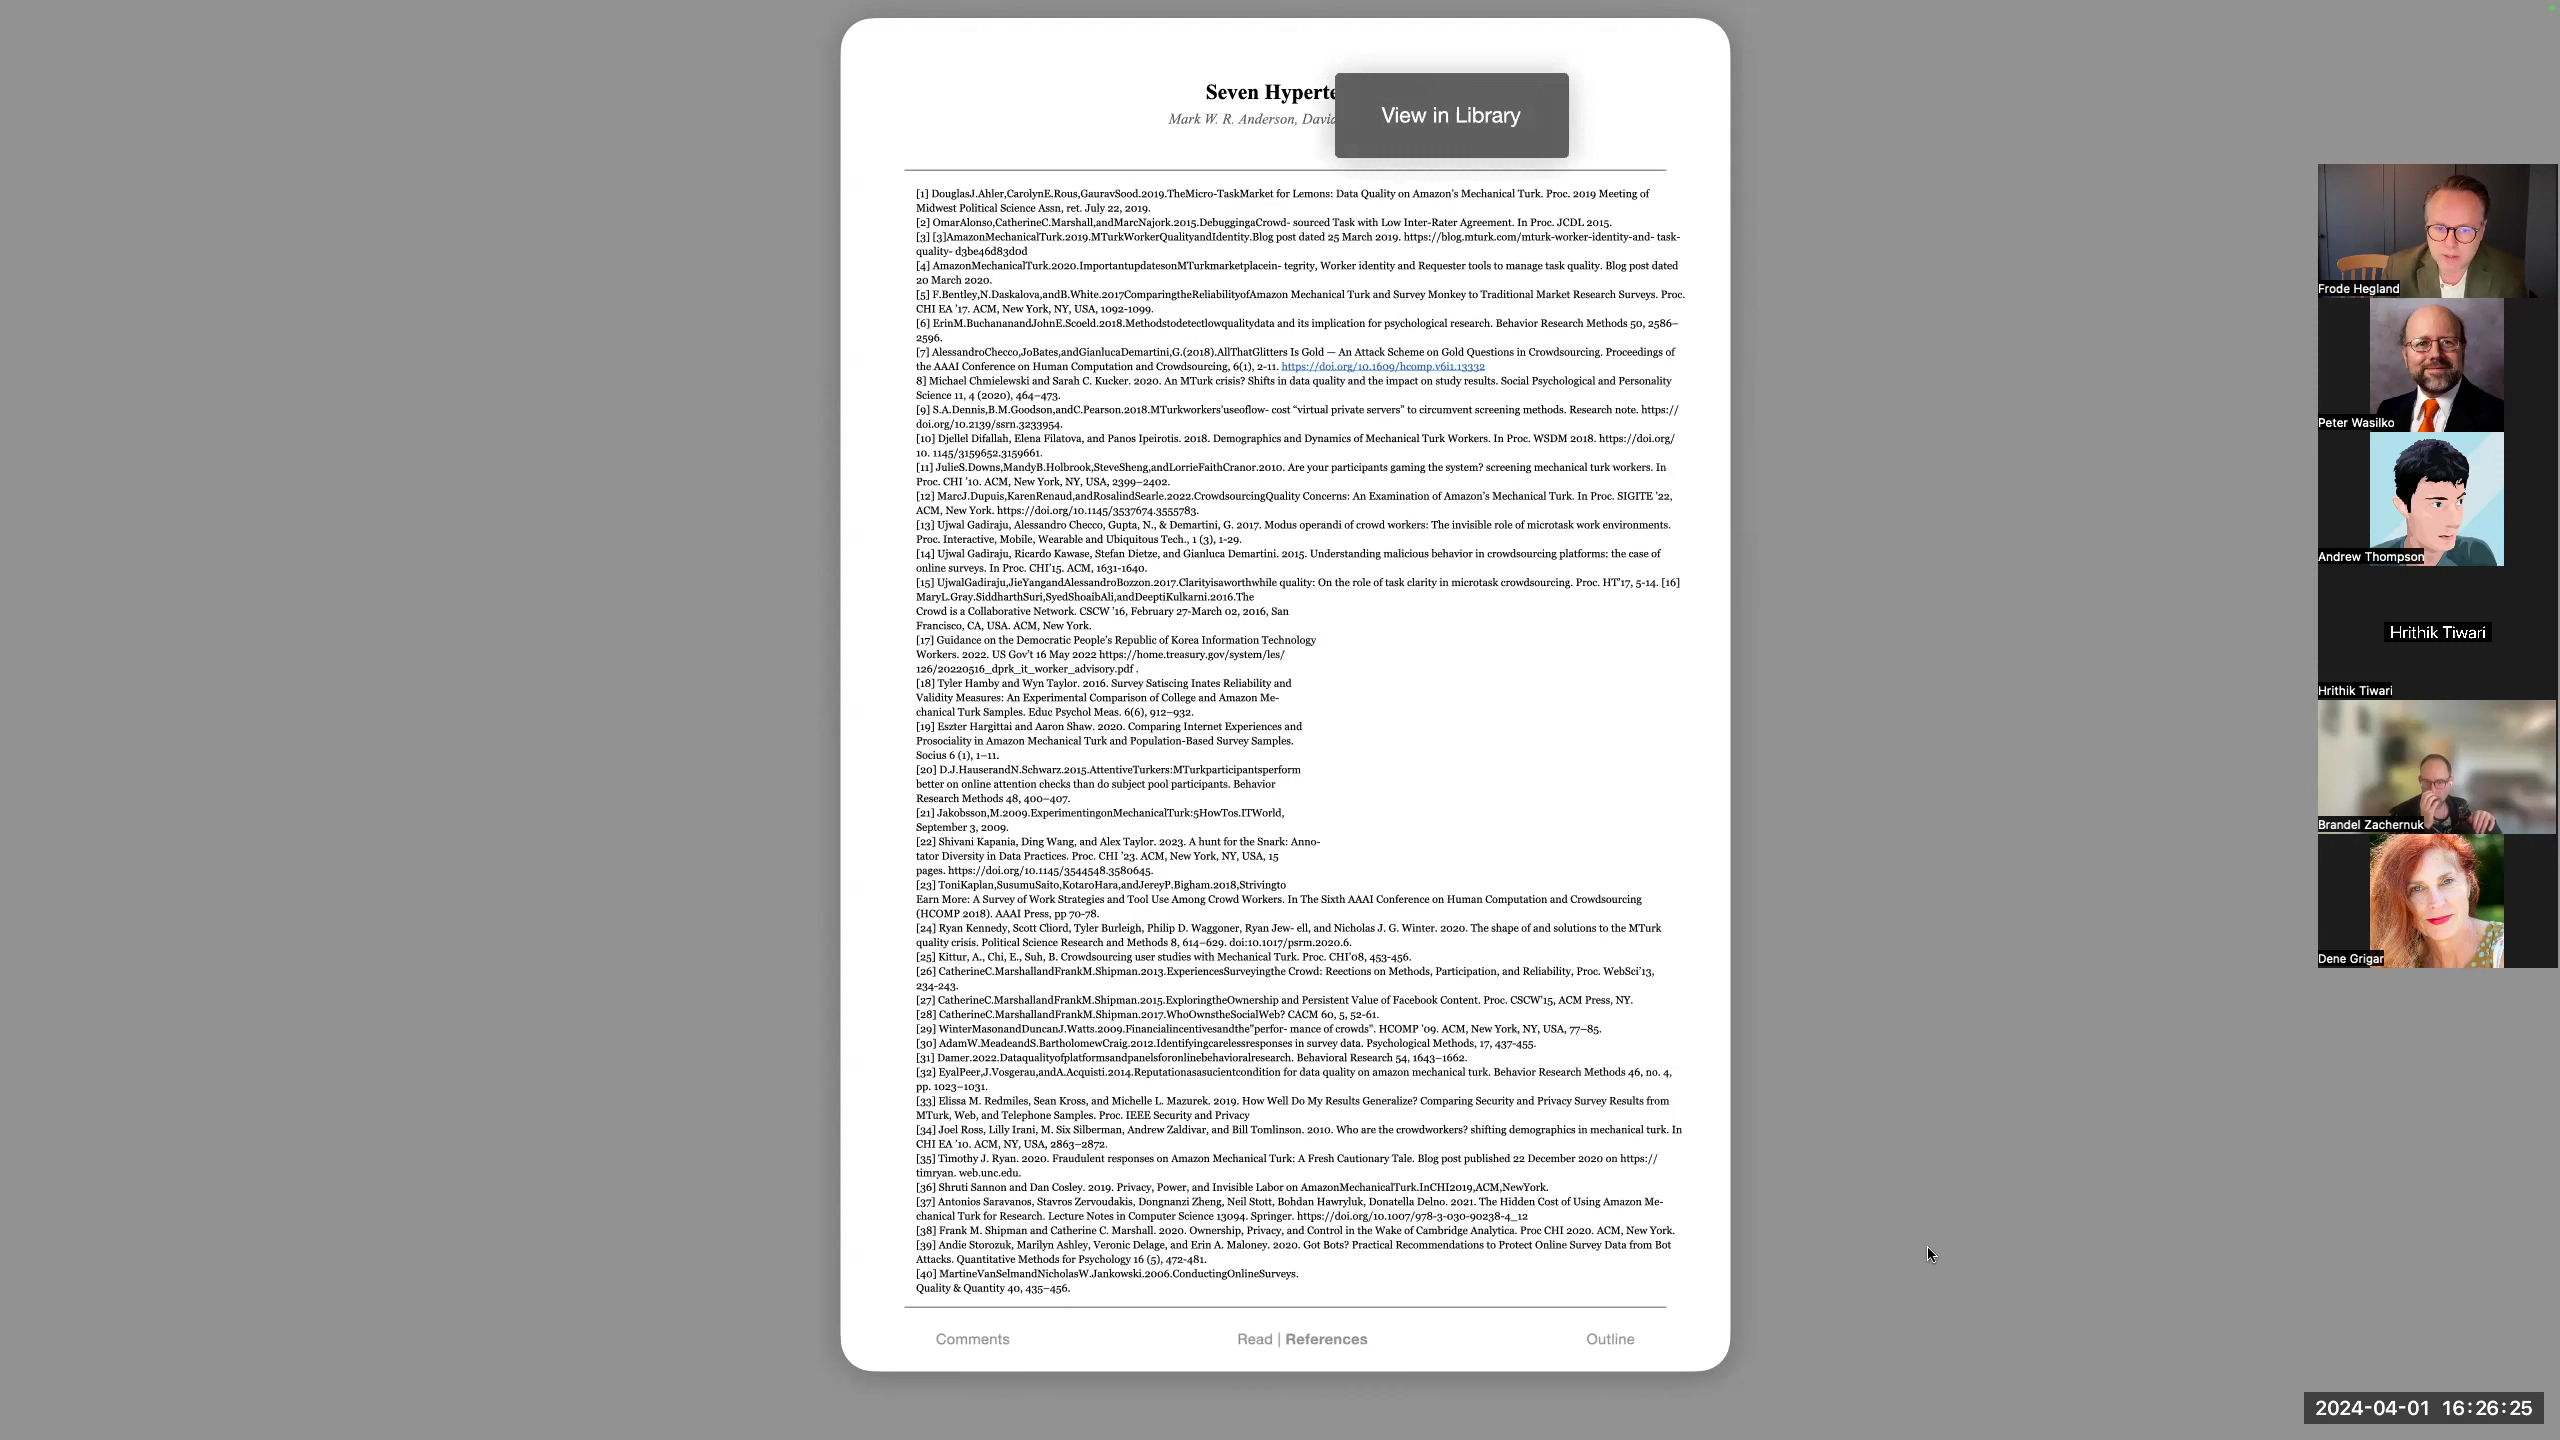 Seven Hyperte
Mark W. R. Anderson, David
View in Library
[1] DouglasJ.Ahler,CarolynE.Rous,GauravSood.2019.TheMicro-TaskMarket for Lemons: Data Quality on Amazon's Mechanical Turk. Proc. 2019 Meeting of
Midwest Political Science Assn, ret. July 22, 2019.
[2] OmarAlonso,CatherineC.Marshall,andMarcNajork.2015.DebuggingaCrowd- sourced Task with Low Inter-Rater Agreement. In Proc. JCDL 2015.
[3] [3]AmazonMechanicalTurk.2019.MTurkWorkerQualityandIdentity.Blog post dated 25 March 2019. https://blog.mturk.com/mturk-worker-identity-and- task-
quality- d3be46d83d0d
[4] AmazonMechanicalTurk.2020.ImportantupdatesonMTurkmarketplacein- tegrity, Worker identity and Requester tools to manage task quality. Blog post dated
20 March 2020.
[5] F.Bentley,N.Daskalova,andB.White.2017ComparingtheReliabilityofAmazon Mechanical Turk and Survey Monkey to Traditional Market Research Surveys. Proc.
CHI EA '17. ACM, New York, NY, USA, 1092-1099.
[6] ErinM.BuchananandJohnE.Scoeld.2018.Methodstodetectlowqualitydata and its implication for psychological research. Behavior Research Methods 50, 2586–
2596.
[7] AlessandroChecco,JoBates,andGianlucaDemartini,G.(2018).AllThatGlitters Is Gold — An Attack Scheme on Gold Questions in Crowdsourcing. Proceedings of
the AAAI Conference on Human Computation and Crowdsourcing, 6(1), 2-11. https://doi.org/10.1609/hcomp.v6i1.13332
8] Michael Chmielewski and Sarah C. Kucker. 2020. An MTurk crisis? Shifts in data quality and the impact on study results. Social Psychological and Personality
Science 11, 4 (2020), 464–473.
[9] S.A.Dennis,B.M.Goodson,andC.Pearson.2018.MTurkworkers'useoflow- cost “virtual private servers” to circumvent screening methods. Research note. https://
doi.org/10.2139/ssrn.3233954.
[10] Djellel Difallah, Elena Filatova, and Panos Ipeirotis. 2018. Demographics and Dynamics of Mechanical Turk Workers. In Proc. WSDM 2018. https://doi.org/
10. 1145/3159652.3159661.
[11] JulieS.Downs,MandyB.Holbrook,SteveSheng,andLorrieFaithCranor.2010. Are your participants gaming the system? screening mechanical turk workers. In
Proc. CHI '10. ACM, New York, NY, USA, 2399–2402.
[12] MarcJ.Dupuis,KarenRenaud,andRosalindSearle.2022.CrowdsourcingQuality Concerns: An Examination of Amazon's Mechanical Turk. In Proc. SIGITE '22,
ACM, New York. https://doi.org/10.1145/3537674.3555783.
[13] Ujwal Gadiraju, Alessandro Checco, Gupta, N., & Demartini, G. 2017. Modus operandi of crowd workers: The invisible role of microtask work environments.
Proc. Interactive, Mobile, Wearable and Ubiquitous Tech., 1 (3), 1-29.
[14] Ujwal Gadiraju, Ricardo Kawase, Stefan Dietze, and Gianluca Demartini. 2015. Understanding malicious behavior in crowdsourcing platforms: the case of
online surveys. In Proc. CHI'15. ACM, 1631-1640.
[15] UjwalGadiraju,JieYangandAlessandroBozzon.2017.Clarityisaworthwhile quality: On the role of task clarity in microtask crowdsourcing. Proc. HT'17, 5-14. [16]
MaryL.Gray.SiddharthSuri,SyedShoaibAli,andDeeptiKulkarni.2016.The
Crowd is a Collaborative Network. CSCW '16, February 27-March 02, 2016, San
Francisco, CA, USA. ACM, New York.
[17] Guidance on the Democratic People's Republic of Korea Information Technology
Workers. 2022. US Gov't 16 May 2022 https://home.treasury.gov/system/les/
126/20220516_dprk_it_worker_advisory.pdf .
[18] Tyler Hamby and Wyn Taylor. 2016. Survey Satiscing Inates Reliability and
Validity Measures: An Experimental Comparison of College and Amazon Me-
chanical Turk Samples. Educ Psychol Meas. 6(6), 912–932.
[19] Eszter Hargittai and Aaron Shaw. 2020. Comparing Internet Experiences and
Prosociality in Amazon Mechanical Turk and Population-Based Survey Samples.
Socius 6 (1), 1–11.
[20] D.J.HauserandN.Schwarz.2015.AttentiveTurkers:MTurkparticipantsperform
better on online attention checks than do subject pool participants. Behavior
Research Methods 48, 400–407.
[21] Jakobsson,M.2009.ExperimentingonMechanicalTurk:5HowTos.ITWorld,
September 3, 2009.
[22] Shivani Kapania, Ding Wang, and Alex Taylor. 2023. A hunt for the Snark: Anno-
tator Diversity in Data Practices. Proc. CHI '23. ACM, New York, NY, USA, 15
pages. https://doi.org/10.1145/3544548.3580645.
[23] ToniKaplan,SusumuSaito,KotaroHara,andJereyP.Bigham.2018,Strivingto
Earn More: A Survey of Work Strategies and Tool Use Among Crowd Workers. In The Sixth AAAI Conference on Human Computation and Crowdsourcing
(HCOMP 2018). AAAI Press, pp 70-78.
[24] Ryan Kennedy, Scott Cliord, Tyler Burleigh, Philip D. Waggoner, Ryan Jew- ell, and Nicholas J. G. Winter. 2020. The shape of and solutions to the MTurk
quality crisis. Political Science Research and Methods 8, 614–629. doi:10.1017/psrm.2020.6.
[25] Kittur, A., Chi, E., Suh, B. Crowdsourcing user studies with Mechanical Turk. Proc. CHI'08, 453-456.
[26] CatherineC.MarshallandFrankM.Shipman.2013.ExperiencesSurveyingthe Crowd: Reections on Methods, Participation, and Reliability, Proc. WebSci'13,
234-243.
[27] CatherineC.MarshallandFrankM.Shipman.2015.ExploringtheOwnership and Persistent Value of Facebook Content. Proc. CSCW'15, ACM Press, NY.
[28] CatherineC.MarshallandFrankM.Shipman.2017.WhoOwnstheSocialWeb? CACM 60, 5, 52-61.
[29] WinterMasonandDuncanJ.Watts.2009.Financialincentivesandthe"perfor- mance of crowds". HCOMP '09. ACM, New York, NY, USA, 77–85.
[30] AdamW.MeadeandS.BartholomewCraig.2012.Identifyingcarelessresponses in survey data. Psychological Methods, 17, 437-455.
[31] Damer.2022.Dataqualityofplatformsandpanelsforonlinebehavioralresearch. Behavioral Research 54, 1643–1662.
[32] EyalPeer,J.Vosgerau,andA.Acquisti.2014.Reputationasasucientcondition for data quality on amazon mechanical turk. Behavior Research Methods 46, no. 4,
pp. 1023–1031.
[33] Elissa M. Redmiles, Sean Kross, and Michelle L. Mazurek. 2019. How Well Do My Results Generalize? Comparing Security and Privacy Survey Results from
MTurk, Web, and Telephone Samples. Proc. IEEE Security and Privacy
[34] Joel Ross, Lilly Irani, M. Six Silberman, Andrew Zaldivar, and Bill Tomlinson. 2010. Who are the crowdworkers? shifting demographics in mechanical turk. In
CHI EA '10. ACM, NY, USA, 2863–2872.
[35] Timothy J. Ryan. 2020. Fraudulent responses on Amazon Mechanical Turk: A Fresh Cautionary Tale. Blog post published 22 December 2020 on https://
timryan. web.unc.edu.
[36] Shruti Sannon and Dan Cosley. 2019. Privacy, Power, and Invisible Labor on AmazonMechanicalTurk.InCHI2019,ACM,NewYork.
[37] Antonios Saravanos, Stavros Zervoudakis, Dongnanzi Zheng, Neil Stott, Bohdan Hawryluk, Donatella Delno. 2021. The Hidden Cost of Using Amazon Me-
chanical Turk for Research. Lecture Notes in Computer Science 13094. Springer. https://doi.org/10.1007/978-3-030-90238-4_12
[38] Frank M. Shipman and Catherine C. Marshall. 2020. Ownership, Privacy, and Control in the Wake of Cambridge Analytica. Proc CHI 2020. ACM, New York.
[39] Andie Storozuk, Marilyn Ashley, Veronic Delage, and Erin A. Maloney. 2020. Got Bots? Practical Recommendations to Protect Online Survey Data from Bot
Attacks. Quantitative Methods for Psychology 16 (5), 472-481.
[40] MartineVanSelmandNicholasW.Jankowski.2006.ConductingOnlineSurveys.
Quality & Quantity 40, 435–456.
Comments
Read | References
Outline
Frode Hegland
Peter Wasilko
Andrew Thompson
Hrithik Tiwari
Hrithik Tiwari
Brandel Zachernuk
Dene Grigar
2024-04-01 16:26:25